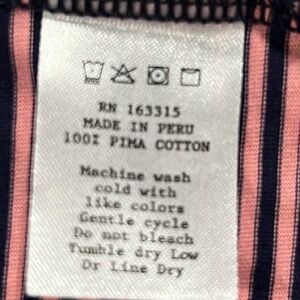 RN 163315
MADE IN PERU
100% PIMA COTTON
Machine wash
cold with
like colors
Gentle cycle
Do not bleach
Tumble dry Low
Or Line Dry